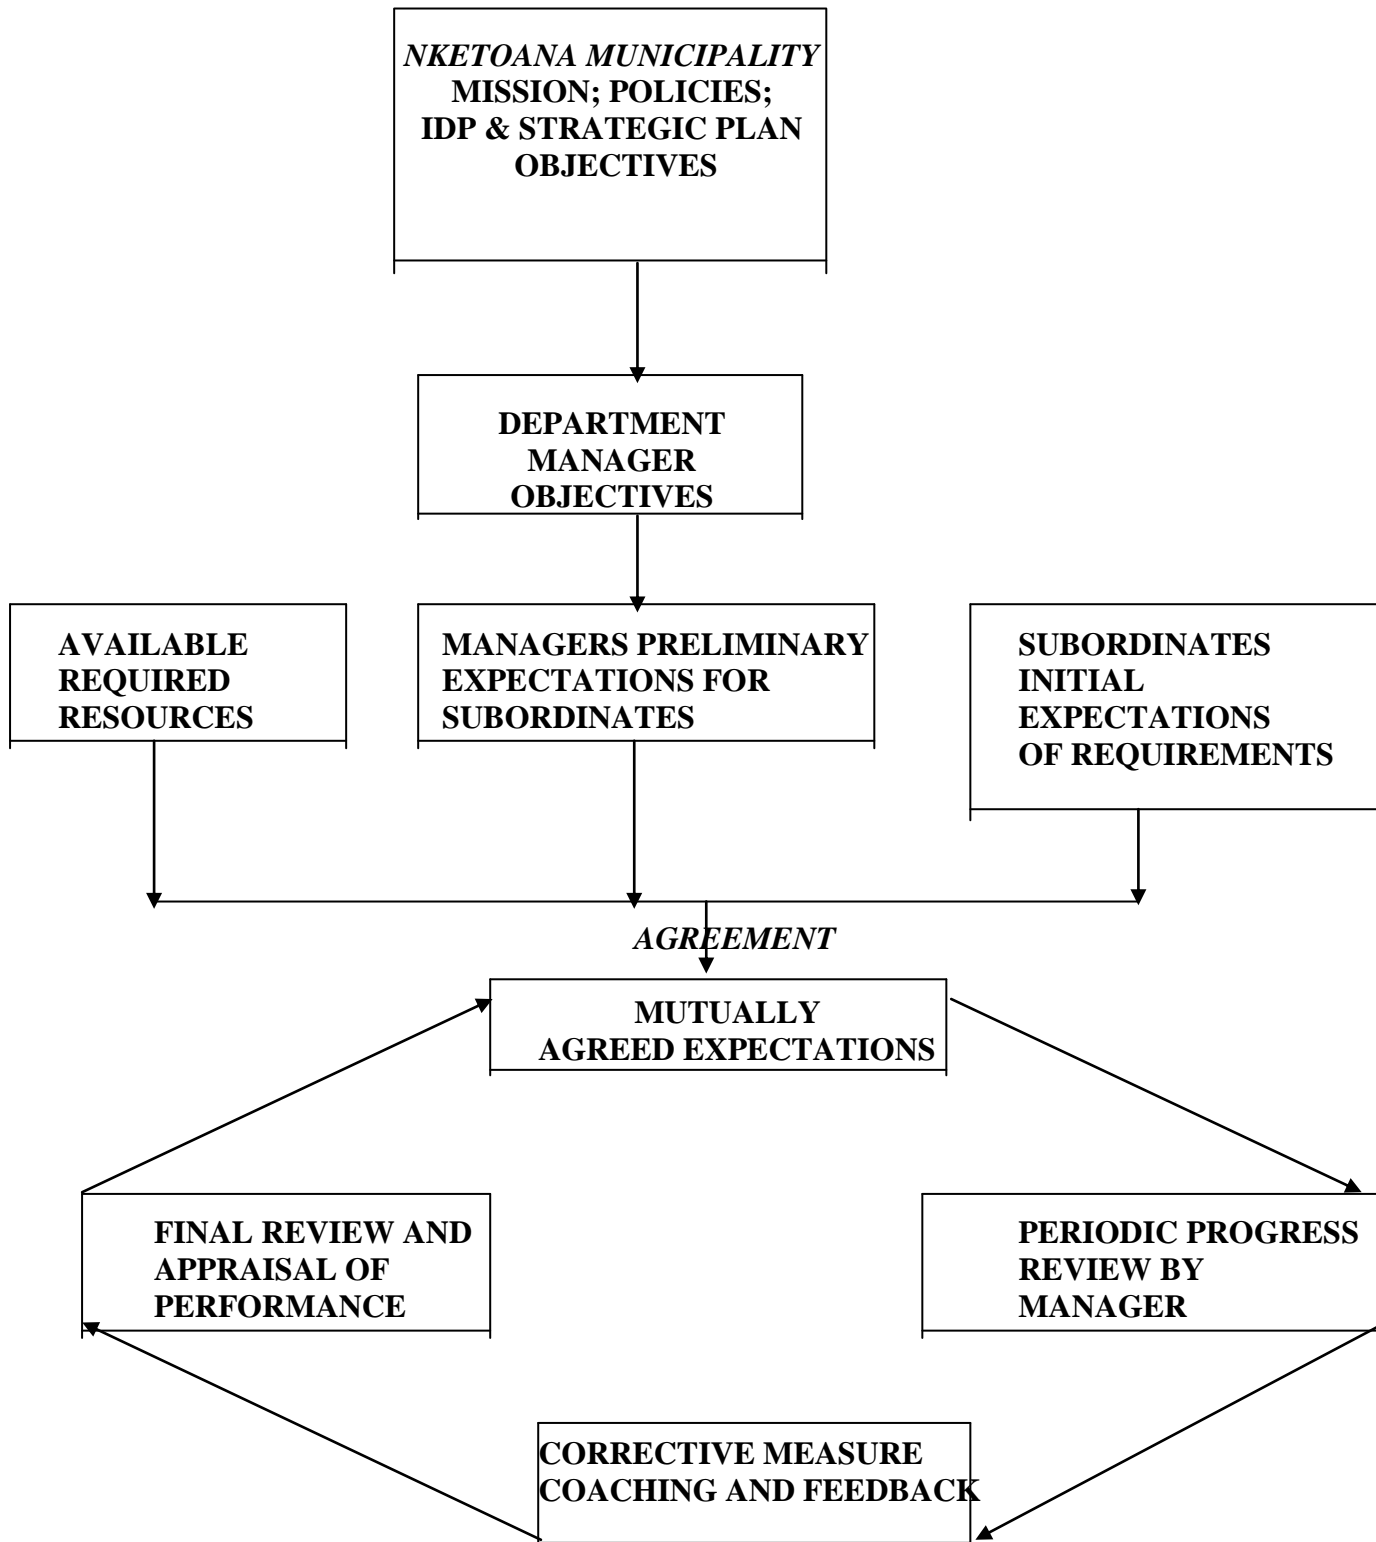 NKETOANA MUNICIPALITY
MISSION; POLICIES;
IDP & STRATEGIC PLAN
OBJECTIVES
DEPARTMENT
MANAGER
OBJECTIVES
AVAILABLE
REQUIRED
RESOURCES
MANAGERS PRELIMINARY
EXPECTATIONS FOR
SUBORDINATES
SUBORDINATES
INITIAL
EXPECTATIONS
OF REQUIREMENTS
AGREEMENT
MUTUALLY
AGREED EXPECTATIONS
FINAL REVIEW AND
APPRAISAL OF
PERFORMANCE
PERIODIC PROGRESS
REVIEW BY
MANAGER
CORRECTIVE MEASURE
COACHING AND FEEDBACK